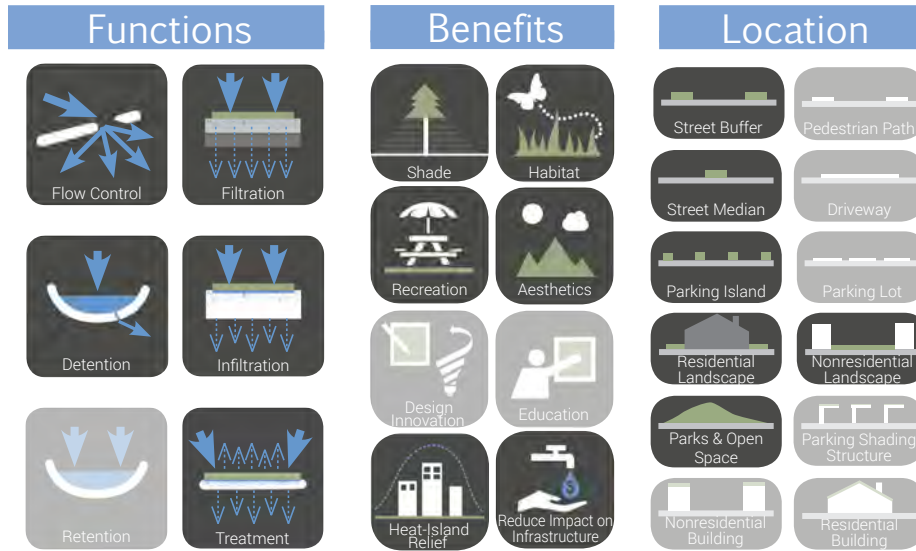 Functions
Benefits
Location
Flow Control
Filtration
Detention
Infiltration
Retention
Treatment
Shade
Habitat
Recreation
Aesthetics
Design
Innovation
Education
Heat-Island
Relief
$
Reduce Impact on
Infrastructure
Street Buffer
Pedestrian Path
Street Median
Driveway
Parking Island
Parking Lot
Residential
Landscape
Nonresidential
Landscape
Parks & Open
Space
Parking Shading
Structure
Nonresidential
Building
Residential
Building